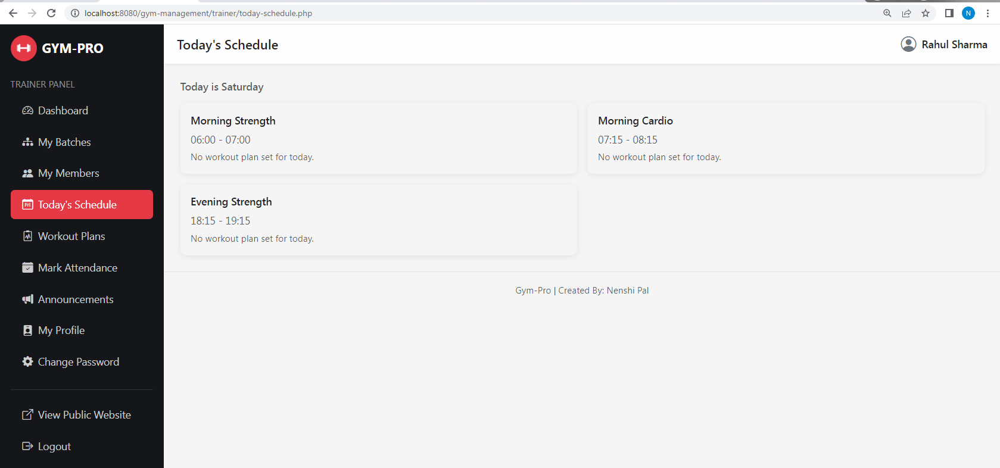 localhost:8080/gym-management/trainer/today-schedule.php
N
GYM-PRO
TRAINER PANEL
Dashboard
My Batches
My Members
Fri
Today's Schedule
Workout Plans
Mark Attendance
Announcements
My Profile
Change Password
View Public Website
Logout
Today's Schedule
Rahul Sharma
Today is Saturday
Morning Strength
06:00 - 07:00
No workout plan set for today.
Morning Cardio
07:15 - 08:15
No workout plan set for today.
Evening Strength
18:15 - 19:15
No workout plan set for today.
Gym-Pro | Created By: Nenshi Pal